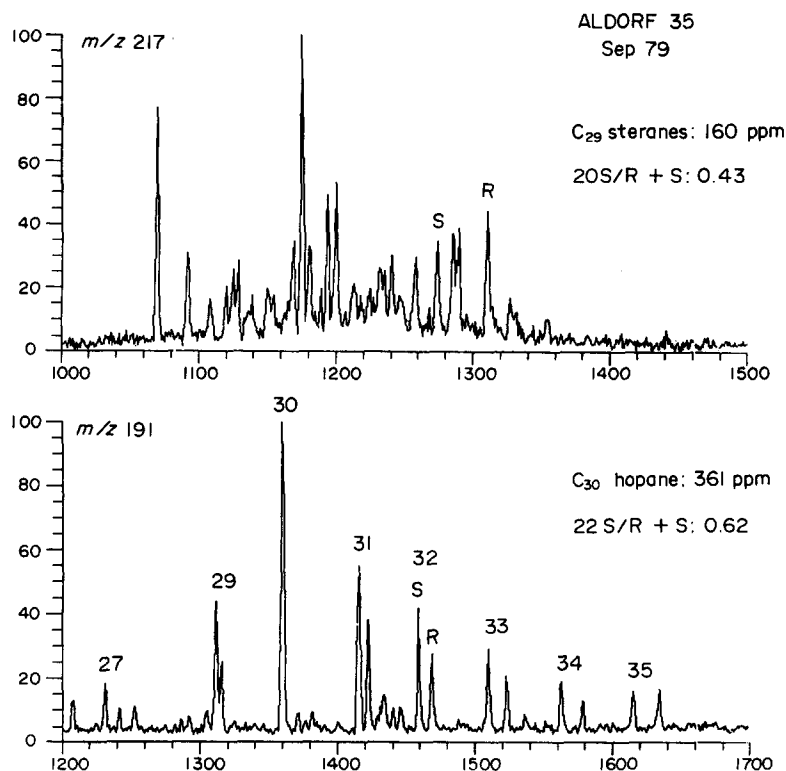 ALDORF 35
Sep 79
m/z 217
C₂₉ steranes: 160 ppm
20S/R + S: 0.43
100
80
60
40
20
0
S
R
1000 1100 1200 1300 1400 1500
m/z 191
C₃₀ hopane: 361 ppm
22 S/R + S: 0.62
100
80
60
40
20
0
27
29
30
31
32
S
R
33
34
35
1200 1300 1400 1500 1600 1700